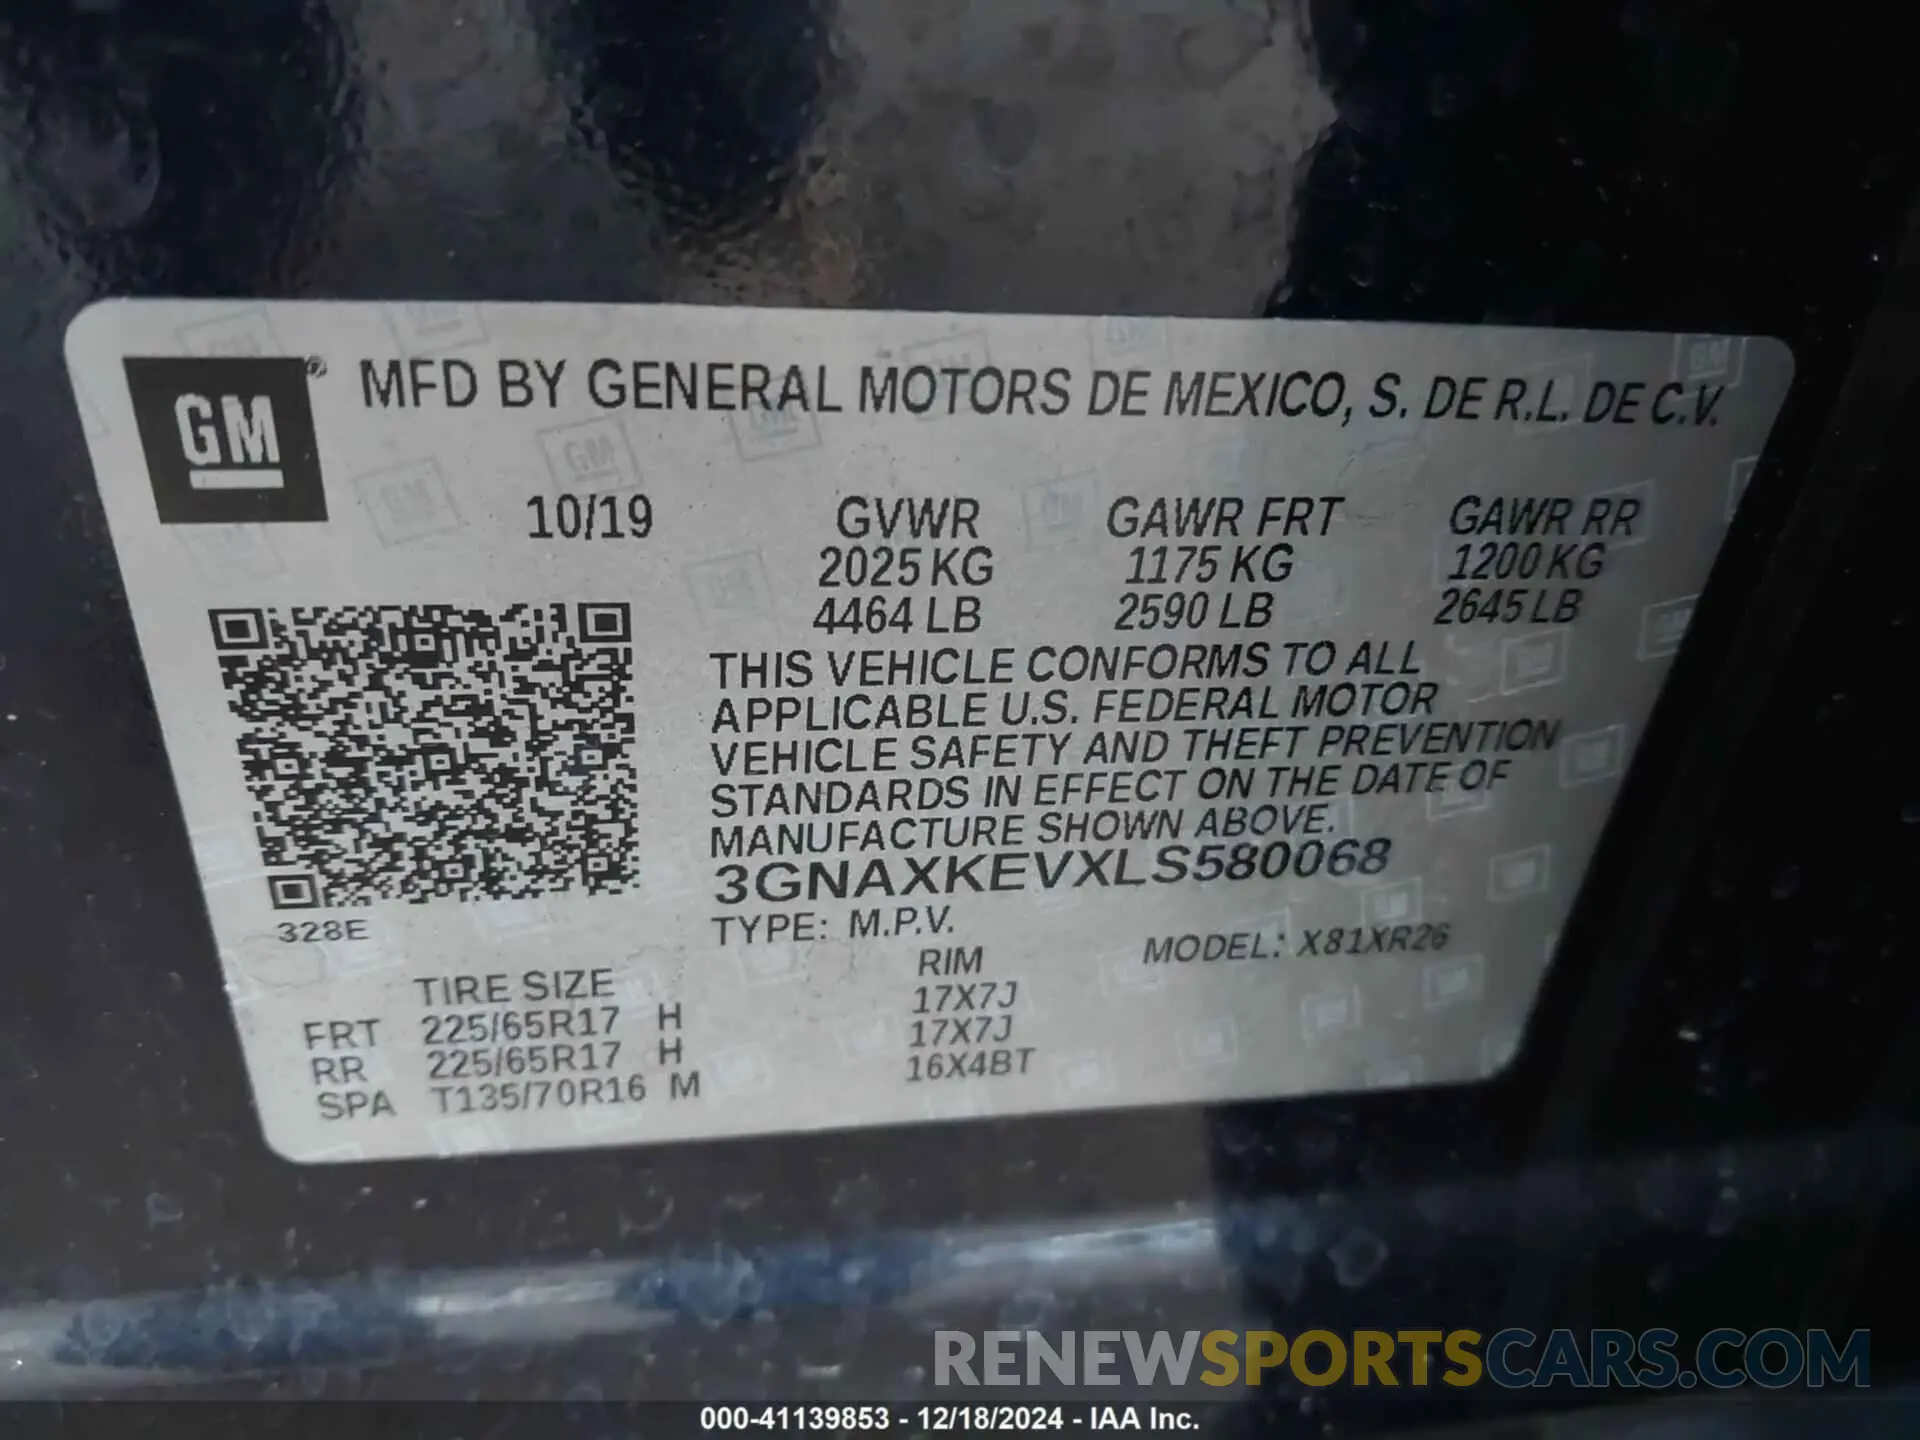 GM® MFD BY GENERAL MOTORS DE MEXICO, S. DE R.L. DE C.V.
10/19 GVWR GAWR FRT GAWR RR
2025 KG 1175 KG 1200 KG
4464 LB 2590 LB 2645 LB
THIS VEHICLE CONFORMS TO ALL
APPLICABLE U.S. FEDERAL MOTOR
VEHICLE SAFETY AND THEFT PREVENTION
STANDARDS IN EFFECT ON THE DATE OF
MANUFACTURE SHOWN ABOVE.
3GNAXKEVXLS580068
328E TYPE: M.P.V. MODEL: X81XR26
TIRE SIZE RIM
FRT 225/65R17 H 17X7J
RR 225/65R17 H 17X7J
SPA T135/70R16 M 16X4BT
RENEWSPORTSCARS.COM
000-41139853 - 12/18/2024 - IAA Inc.